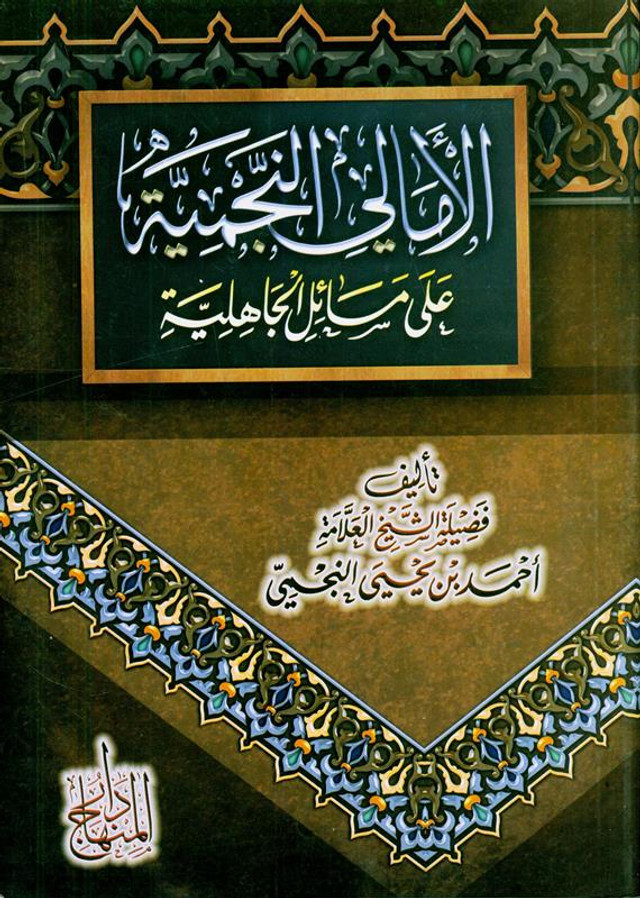 الأمالي النجمية
على مسائل الجاهلية
تأليف
فضيلة الشيخ العلامة
أحمد بن يحيى النجمي
دار
المنهاج